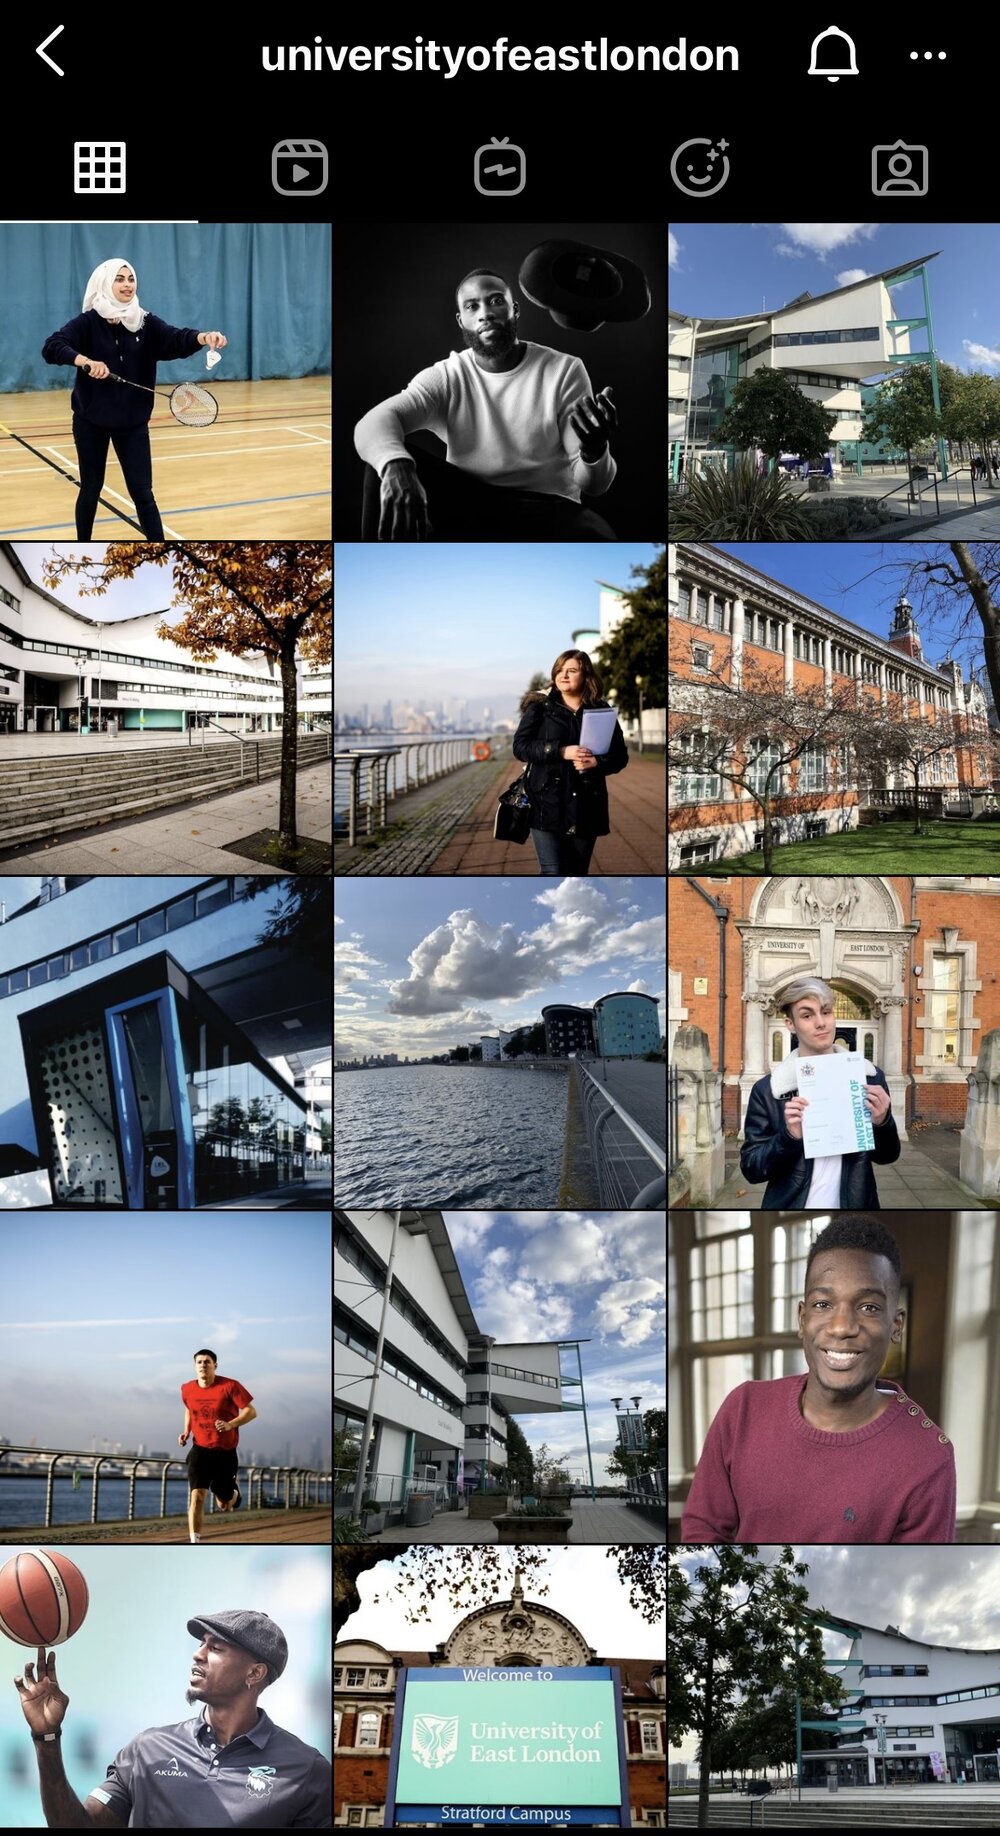 universityofeastlondon
UNIVERSITY OF
EAST LONDON
UNIVERSITY OF
EAST LONDON
AKUMA
Welcome to
University of
East London
Stratford Campus